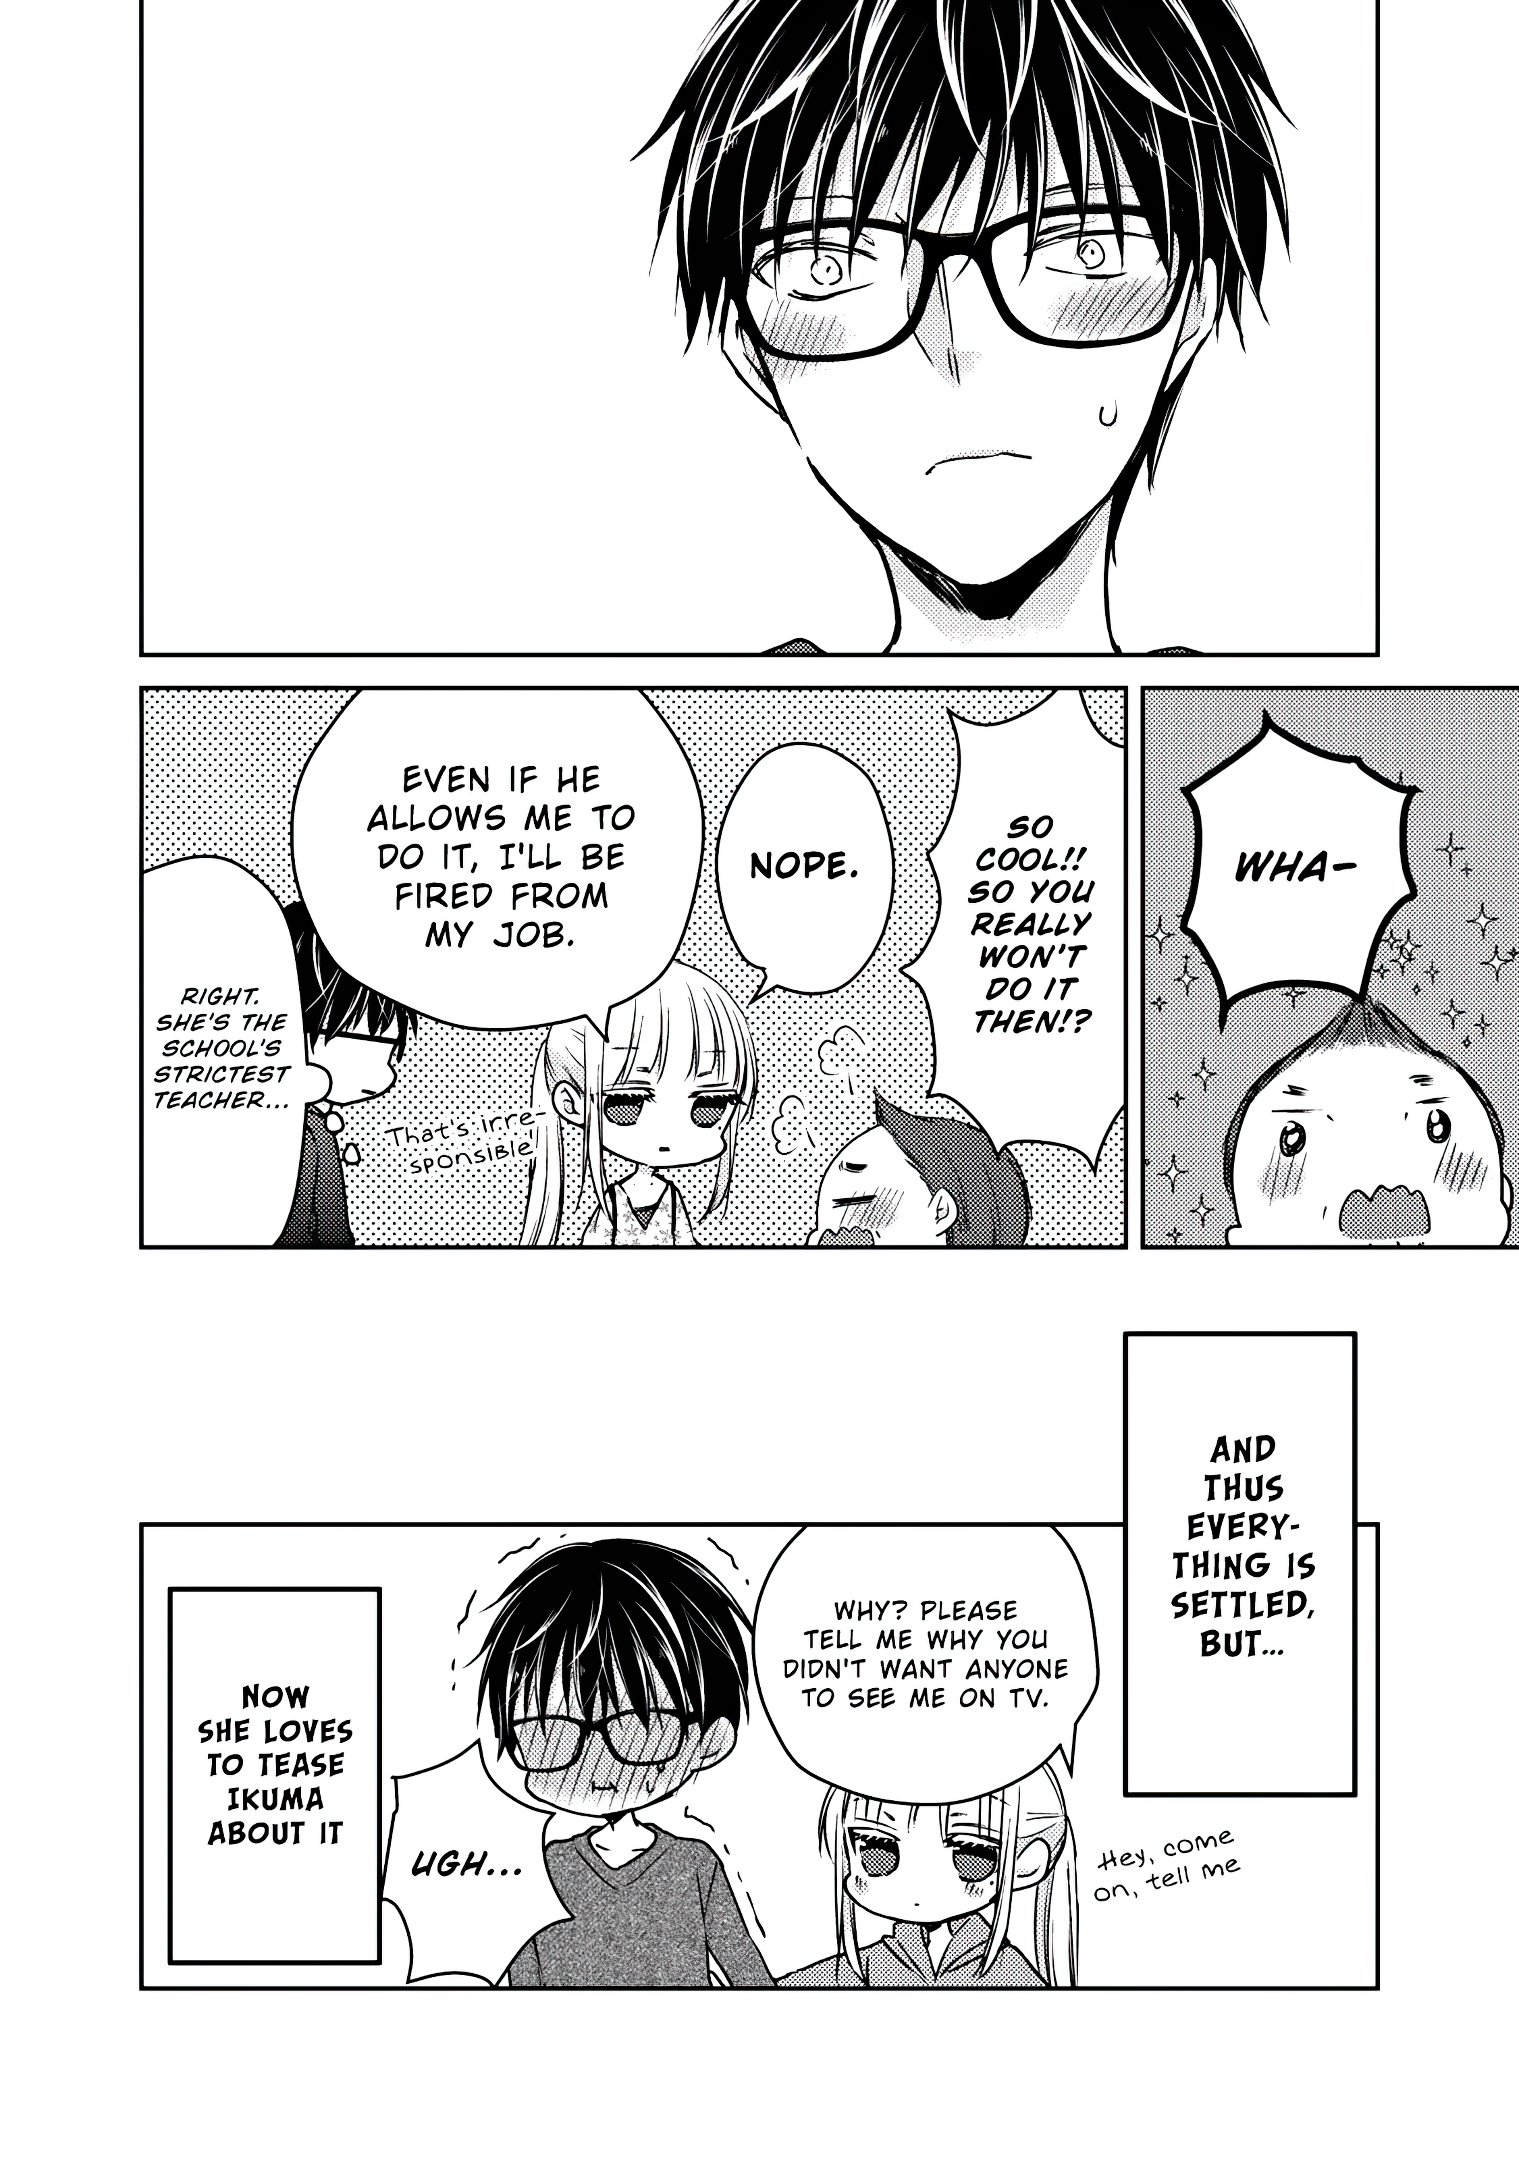 WHA-
SO
COOL!!
SO YOU
REALLY
WON'T
DO IT
THEN!?
NOPE.
EVEN IF HE
ALLOWS ME TO
DO IT, I'LL BE
FIRED FROM
MY JOB.
That's irre-
sponsible
RIGHT.
SHE'S THE
SCHOOL'S
STRICTEST
TEACHER...
AND
THUS
EVERY-
THING IS
SETTLED,
BUT...
WHY? PLEASE
TELL ME WHY YOU
DIDN'T WANT ANYONE
TO SEE ME ON TV.
Hey, come
on, tell me
UGH...
NOW
SHE LOVES
TO TEASE
IKUMA
ABOUT IT